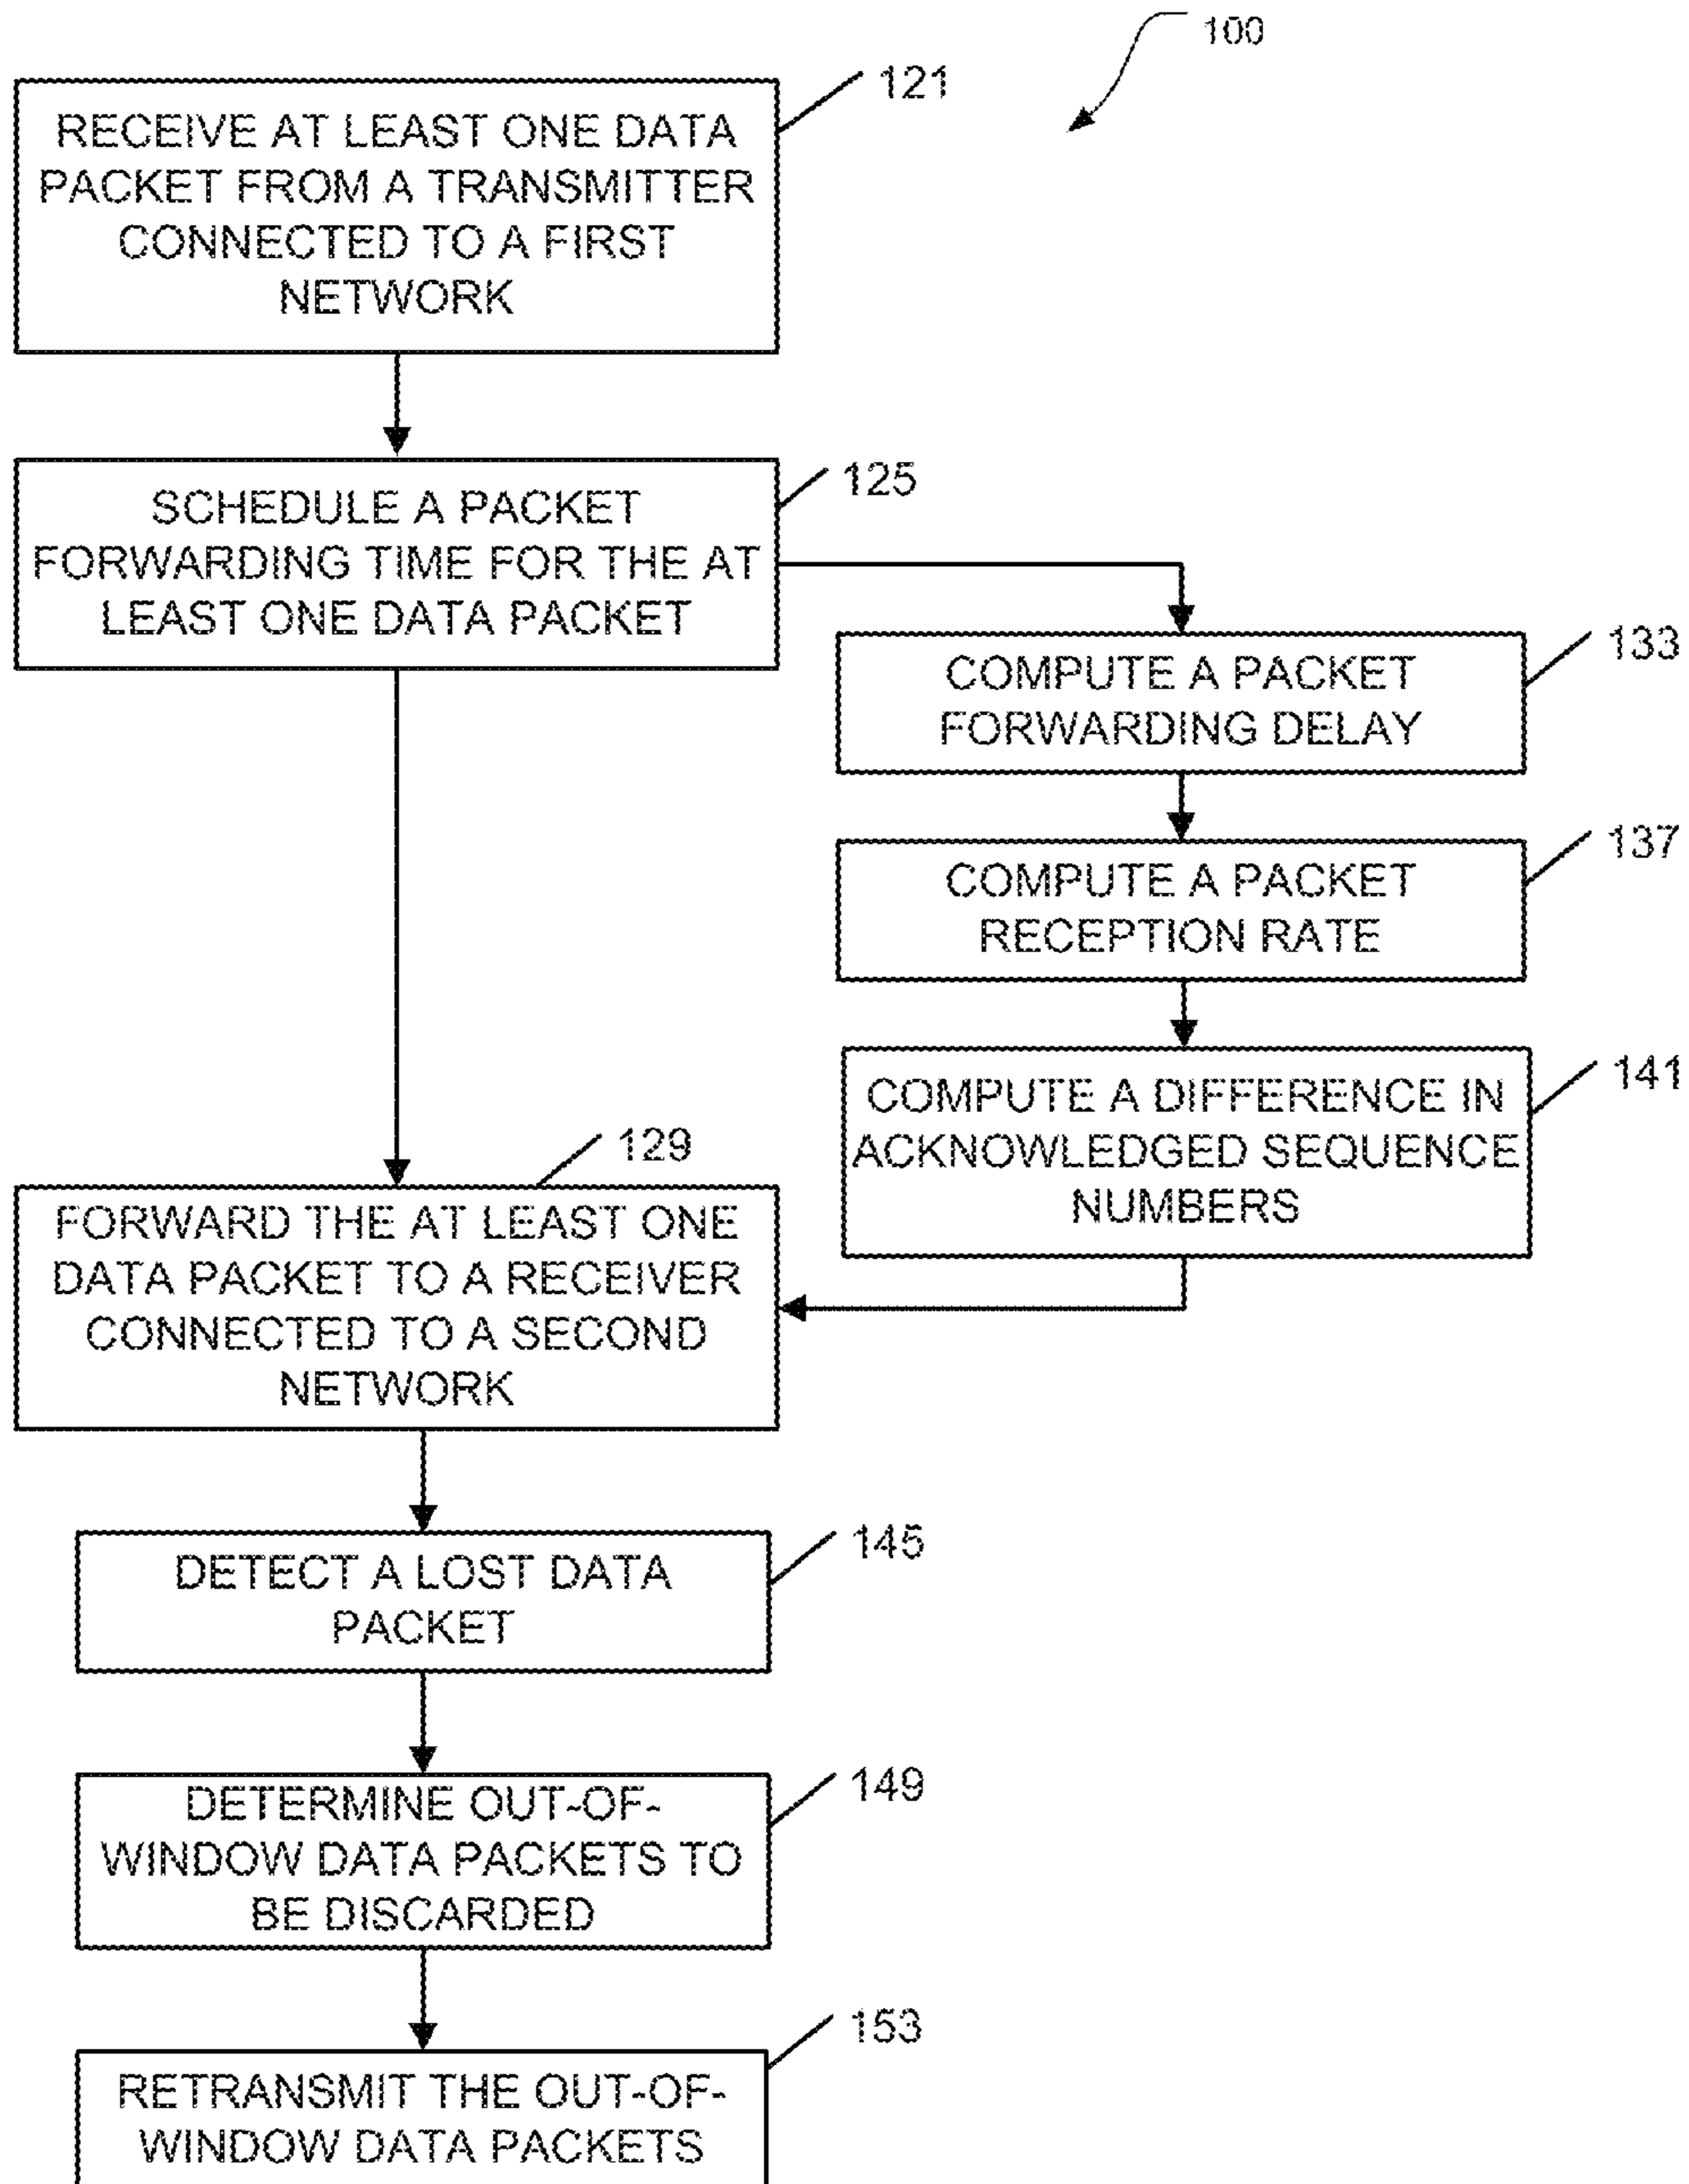 100
121
RECEIVE AT LEAST ONE DATA
PACKET FROM A TRANSMITTER
CONNECTED TO A FIRST
NETWORK
125
SCHEDULE A PACKET
FORWARDING TIME FOR THE AT
LEAST ONE DATA PACKET
133
COMPUTE A PACKET
FORWARDING DELAY
137
COMPUTE A PACKET
RECEPTION RATE
141
COMPUTE A DIFFERENCE IN
ACKNOWLEDGED SEQUENCE
NUMBERS
129
FORWARD THE AT LEAST ONE
DATA PACKET TO A RECEIVER
CONNECTED TO A SECOND
NETWORK
145
DETECT A LOST DATA
PACKET
149
DETERMINE OUT-OF-
WINDOW DATA PACKETS TO
BE DISCARDED
153
RETRANSMIT THE OUT-OF-
WINDOW DATA PACKETS